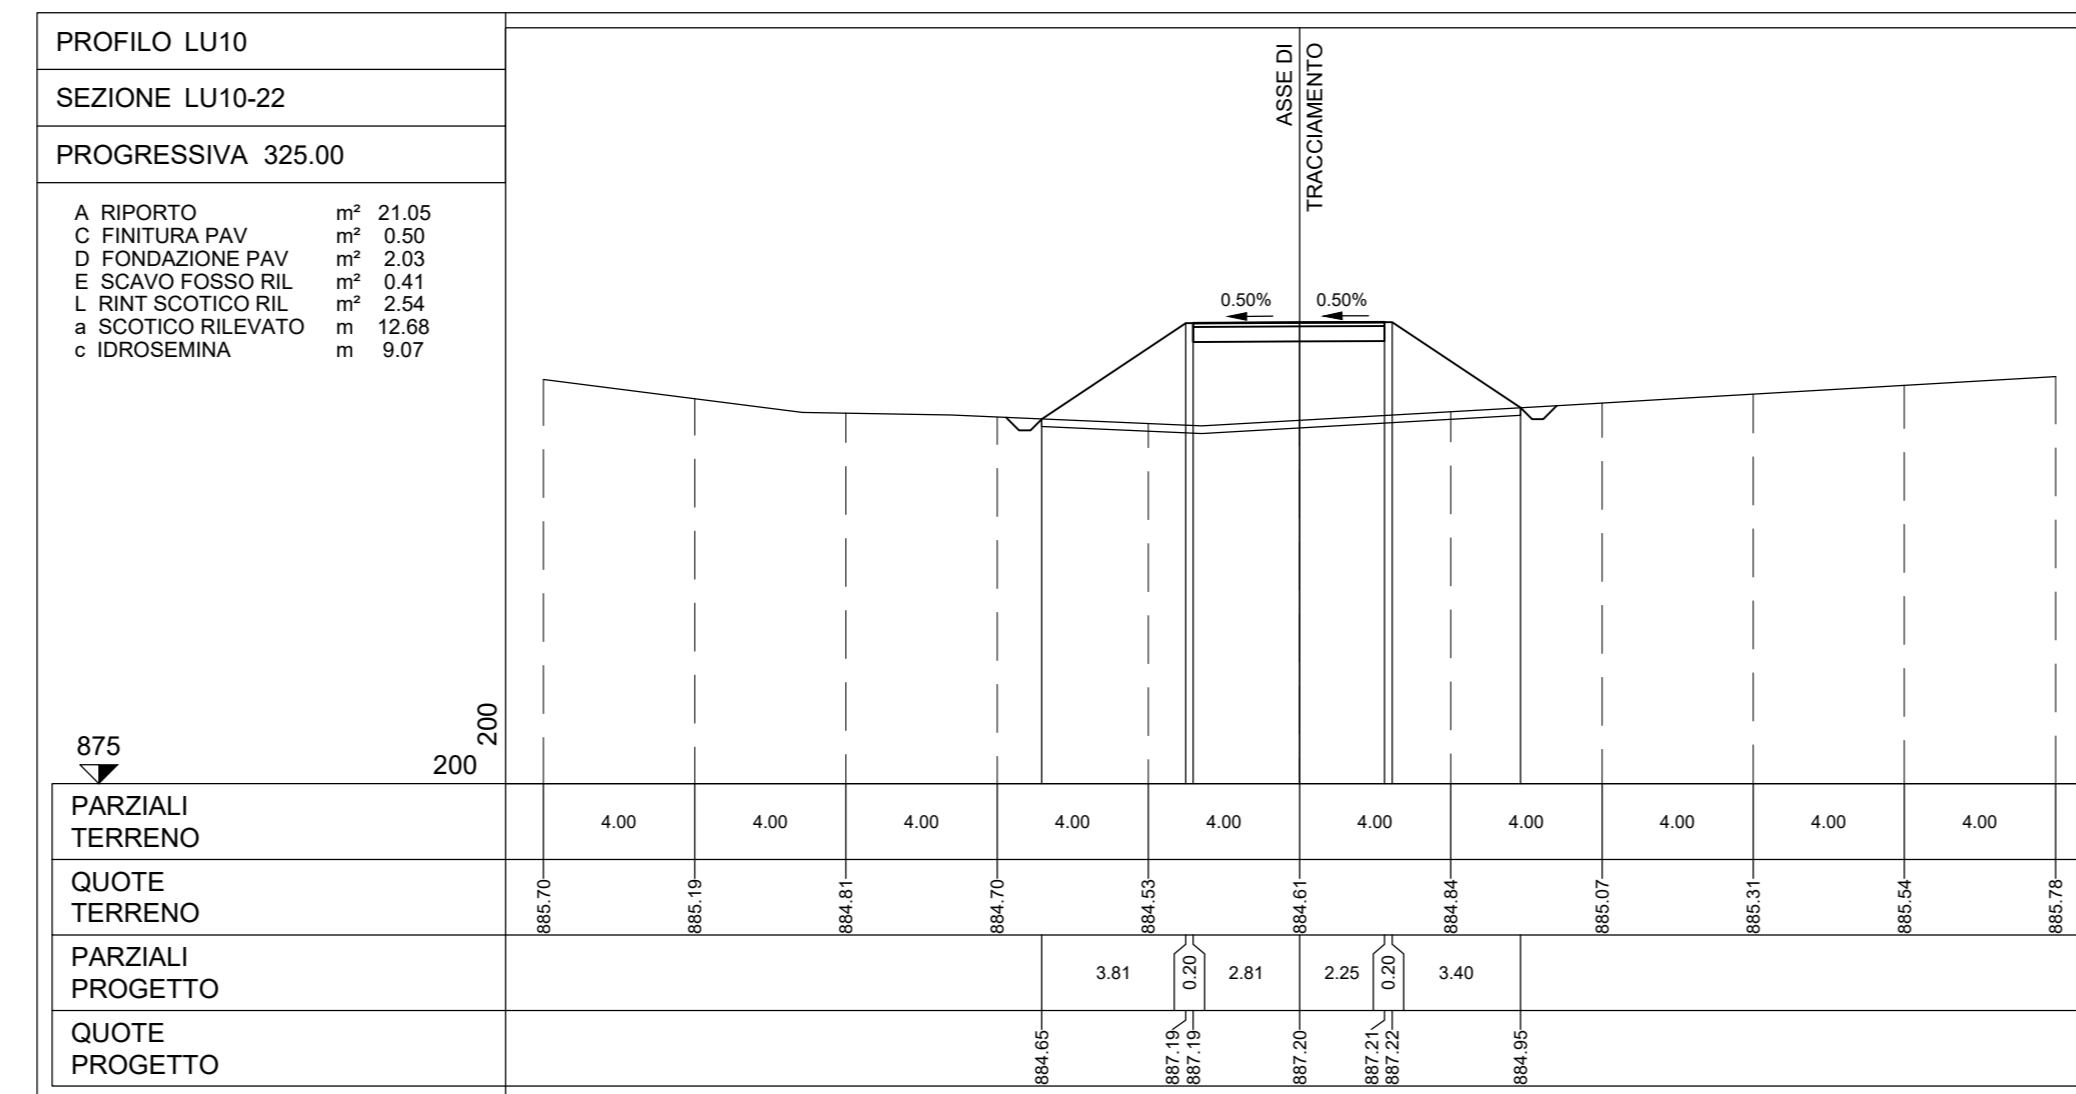 PROFILO LU10
SEZIONE LU10-22
PROGRESSIVA 325.00
A RIPORTO m² 21.05
C FINITURA PAV m² 0.50
D FONDAZIONE PAV m² 2.03
E SCAVO FOSSO RIL m² 0.41
L RINT SCOTICO RIL m² 2.54
a SCOTICO RILEVATO m 12.68
c IDROSEMINA m 9.07
ASSE DI
TRACCIAMENTO
0.50% 0.50%
875
200
200
PARZIALI
TERRENO
4.00 4.00 4.00 4.00 4.00 4.00 4.00 4.00 4.00 4.00
QUOTE
TERRENO
885.70 885.19 884.81 884.70 884.53 884.61 884.84 885.07 885.31 885.54 885.78
PARZIALI
PROGETTO
3.81 0.20 2.81 2.25 0.20 3.40
QUOTE
PROGETTO
884.65 887.19 887.19 887.20 887.21 887.22 884.95